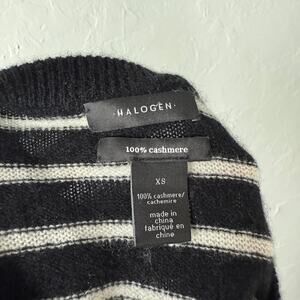 · HALOGEN ·
100% cashmere
XS
100% cashmere/
cachemire
made in
china
fabriqué en
chine